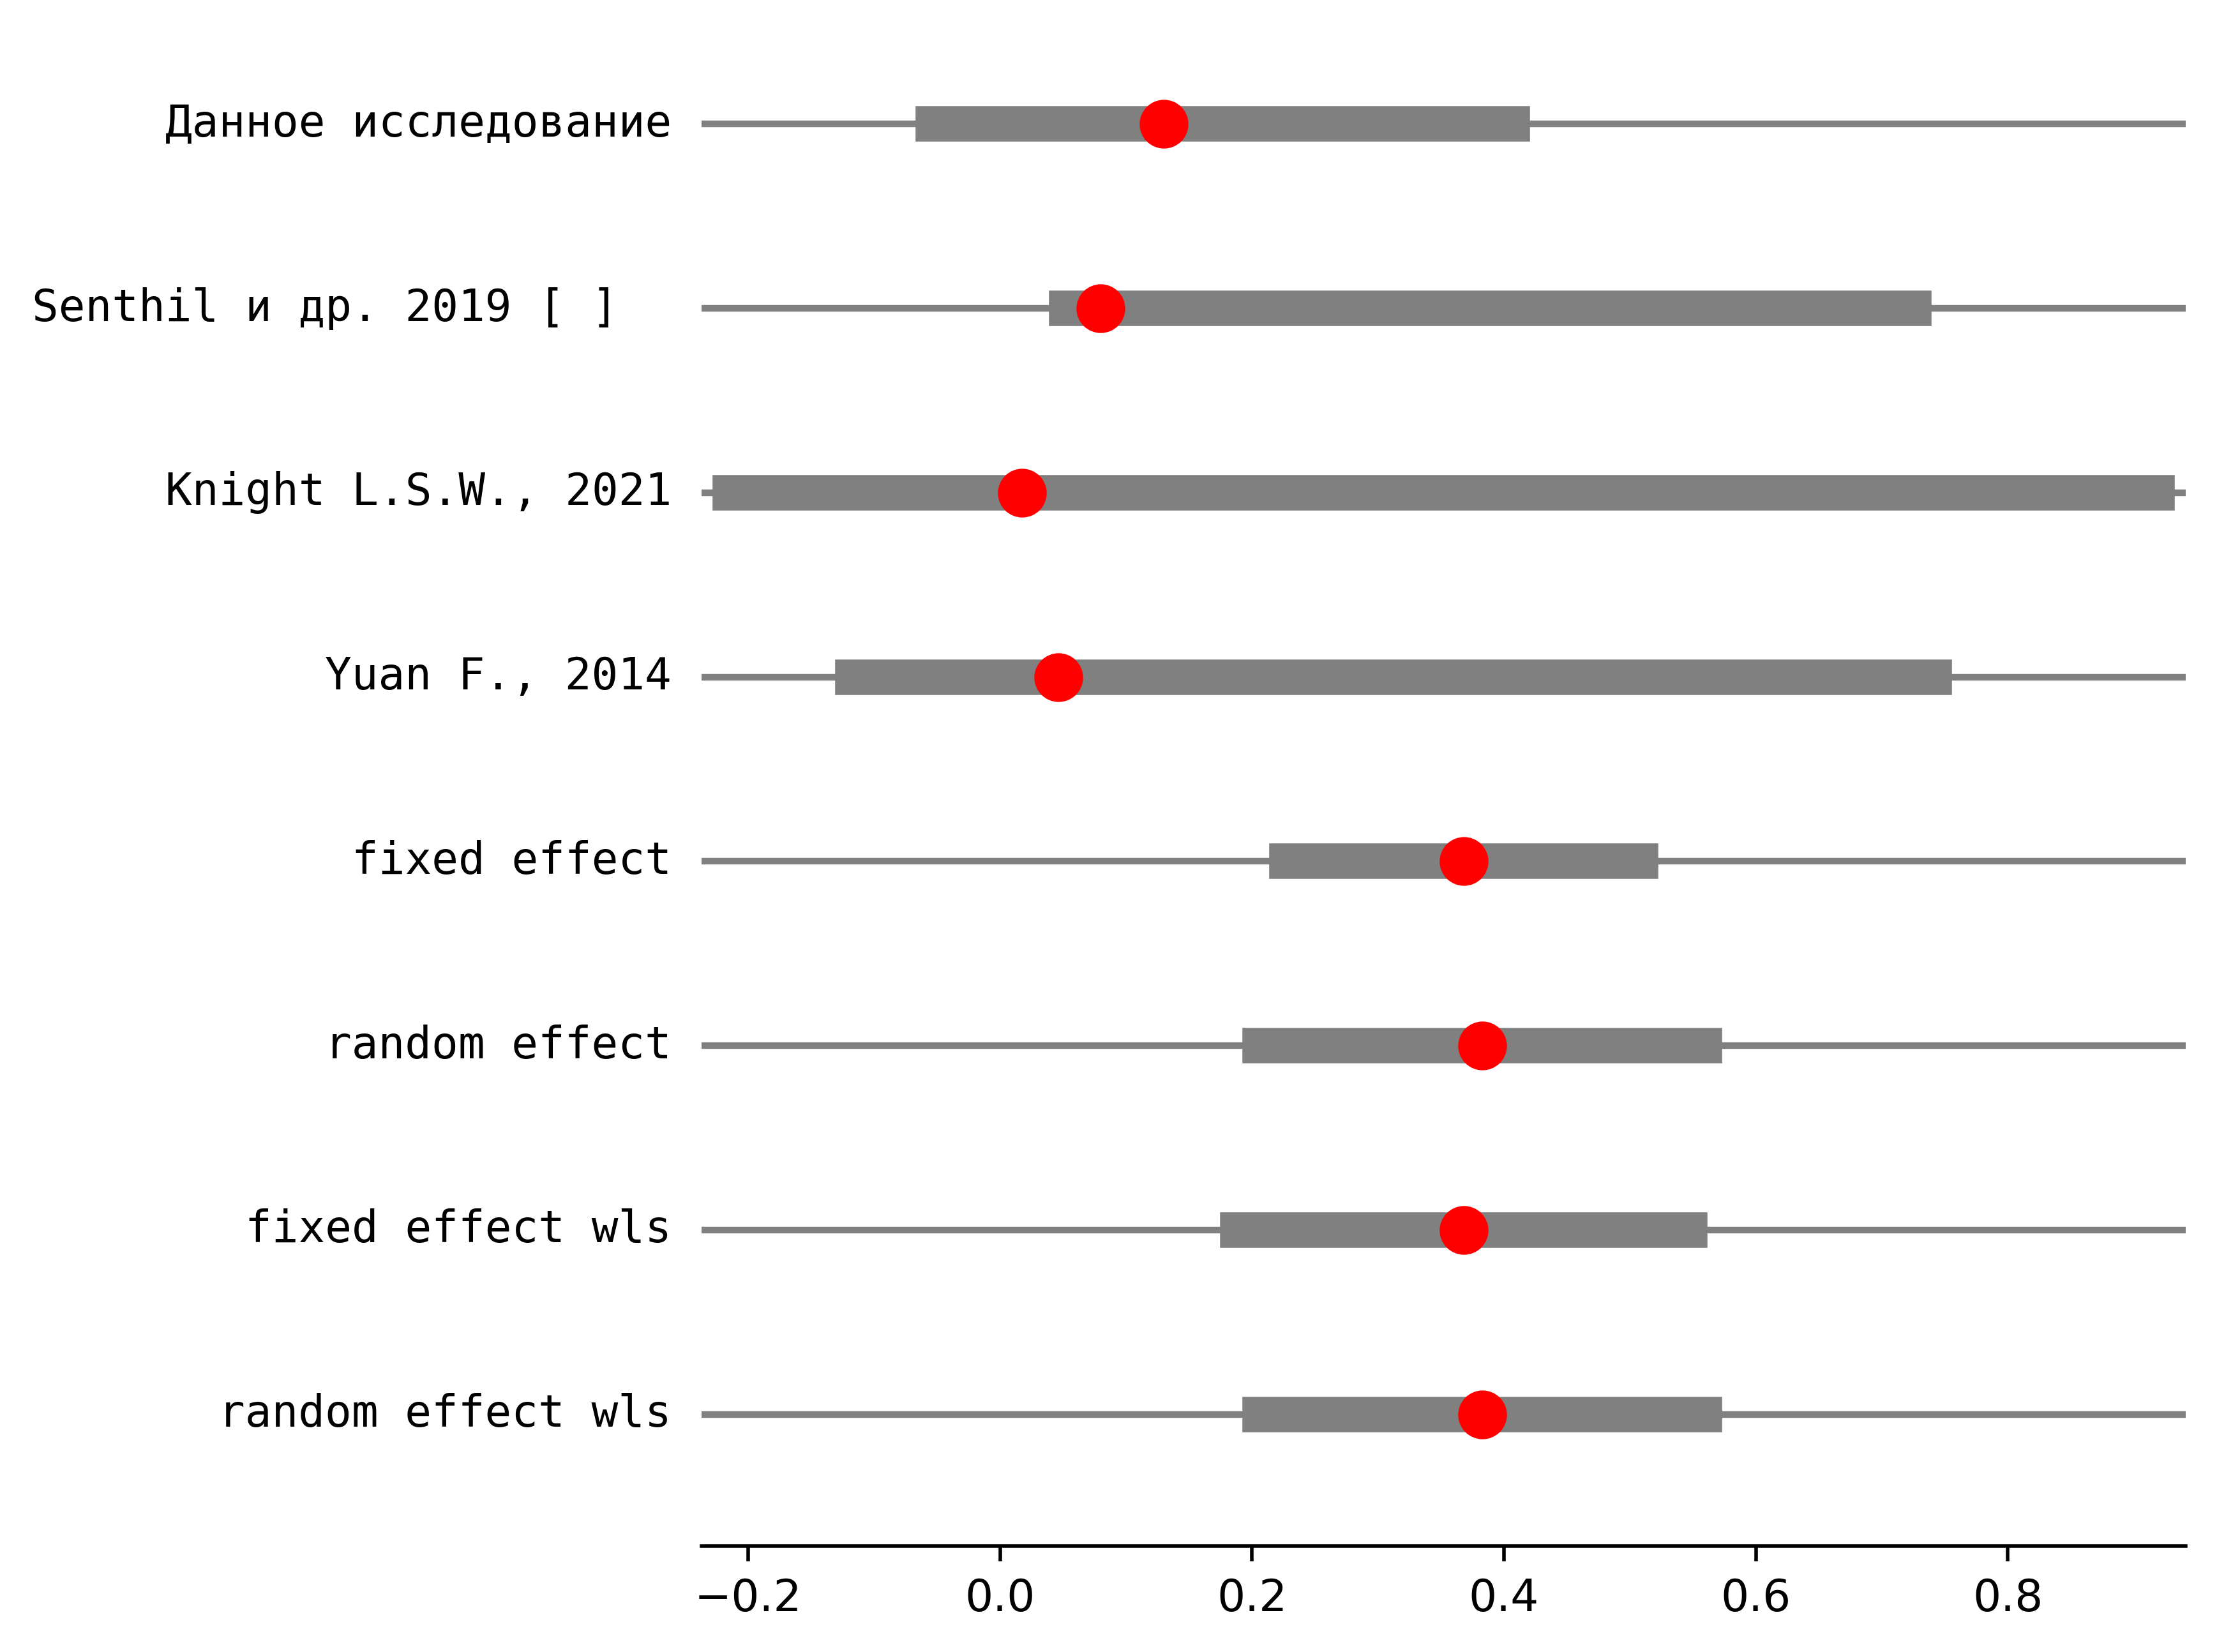 Данное исследование
Senthil и др. 2019 [ ]
Knight L.S.W., 2021
Yuan F., 2014
fixed effect
random effect
fixed effect wls
random effect wls
−0.2 0.0 0.2 0.4 0.6 0.8